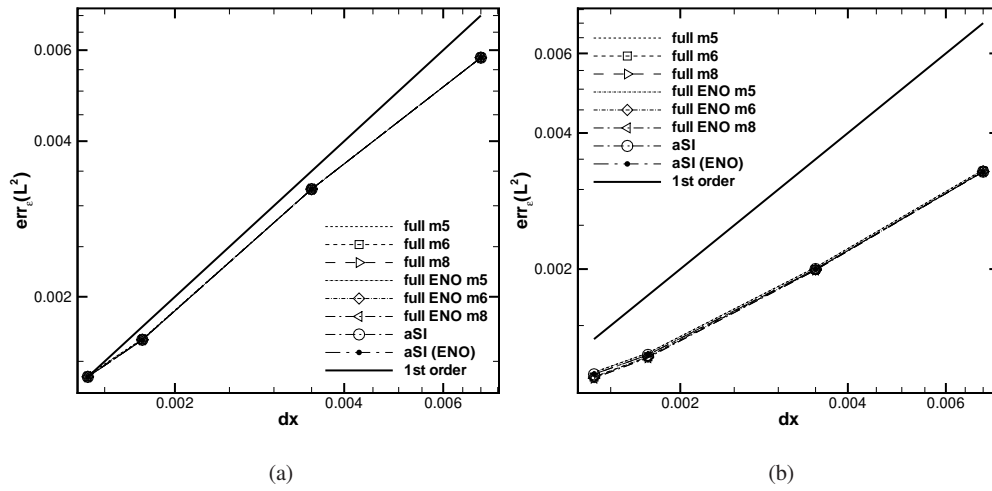 err_ε(L²)
0.006
0.004
0.002
full m5
full m6
full m8
full ENO m5
full ENO m6
full ENO m8
aSI
aSI (ENO)
1st order
0.002
0.004
0.006
dx
(a)
err_ε(L²)
0.006
0.004
0.002
full m5
full m6
full m8
full ENO m5
full ENO m6
full ENO m8
aSI
aSI (ENO)
1st order
0.002
0.004
0.006
dx
(b)